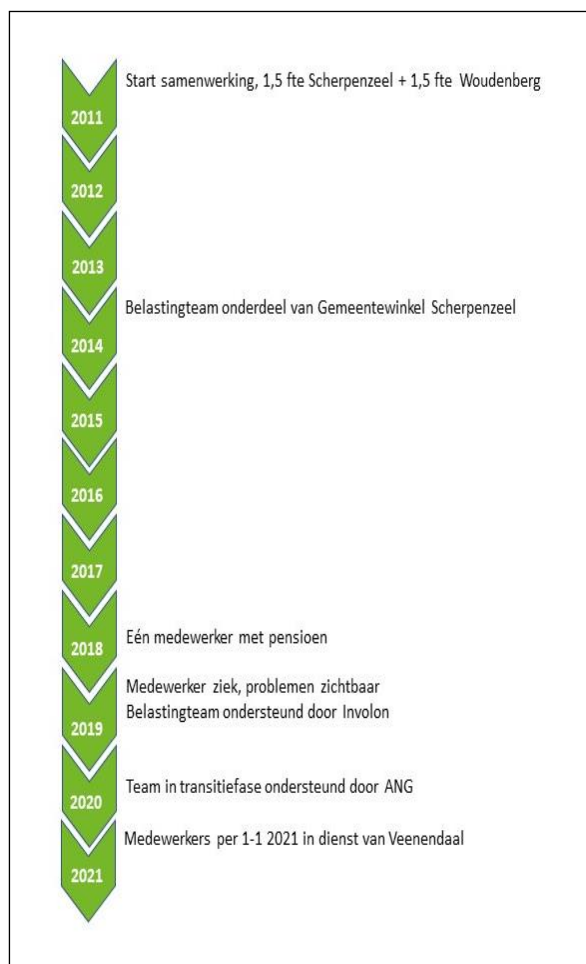 Start samenwerking, 1,5 fte Scherpenzeel + 1,5 fte Woudenberg
2011
2012
2013
Belastingteam onderdeel van Gemeentewinkel Scherpenzeel
2014
2015
2016
2017
Eén medewerker met pensioen
2018
Medewerker ziek, problemen zichtbaar
Belastingteam ondersteund door Involon
2019
Team in transitiefase ondersteund door ANG
2020
Medewerkers per 1-1 2021 in dienst van Veenendaal
2021